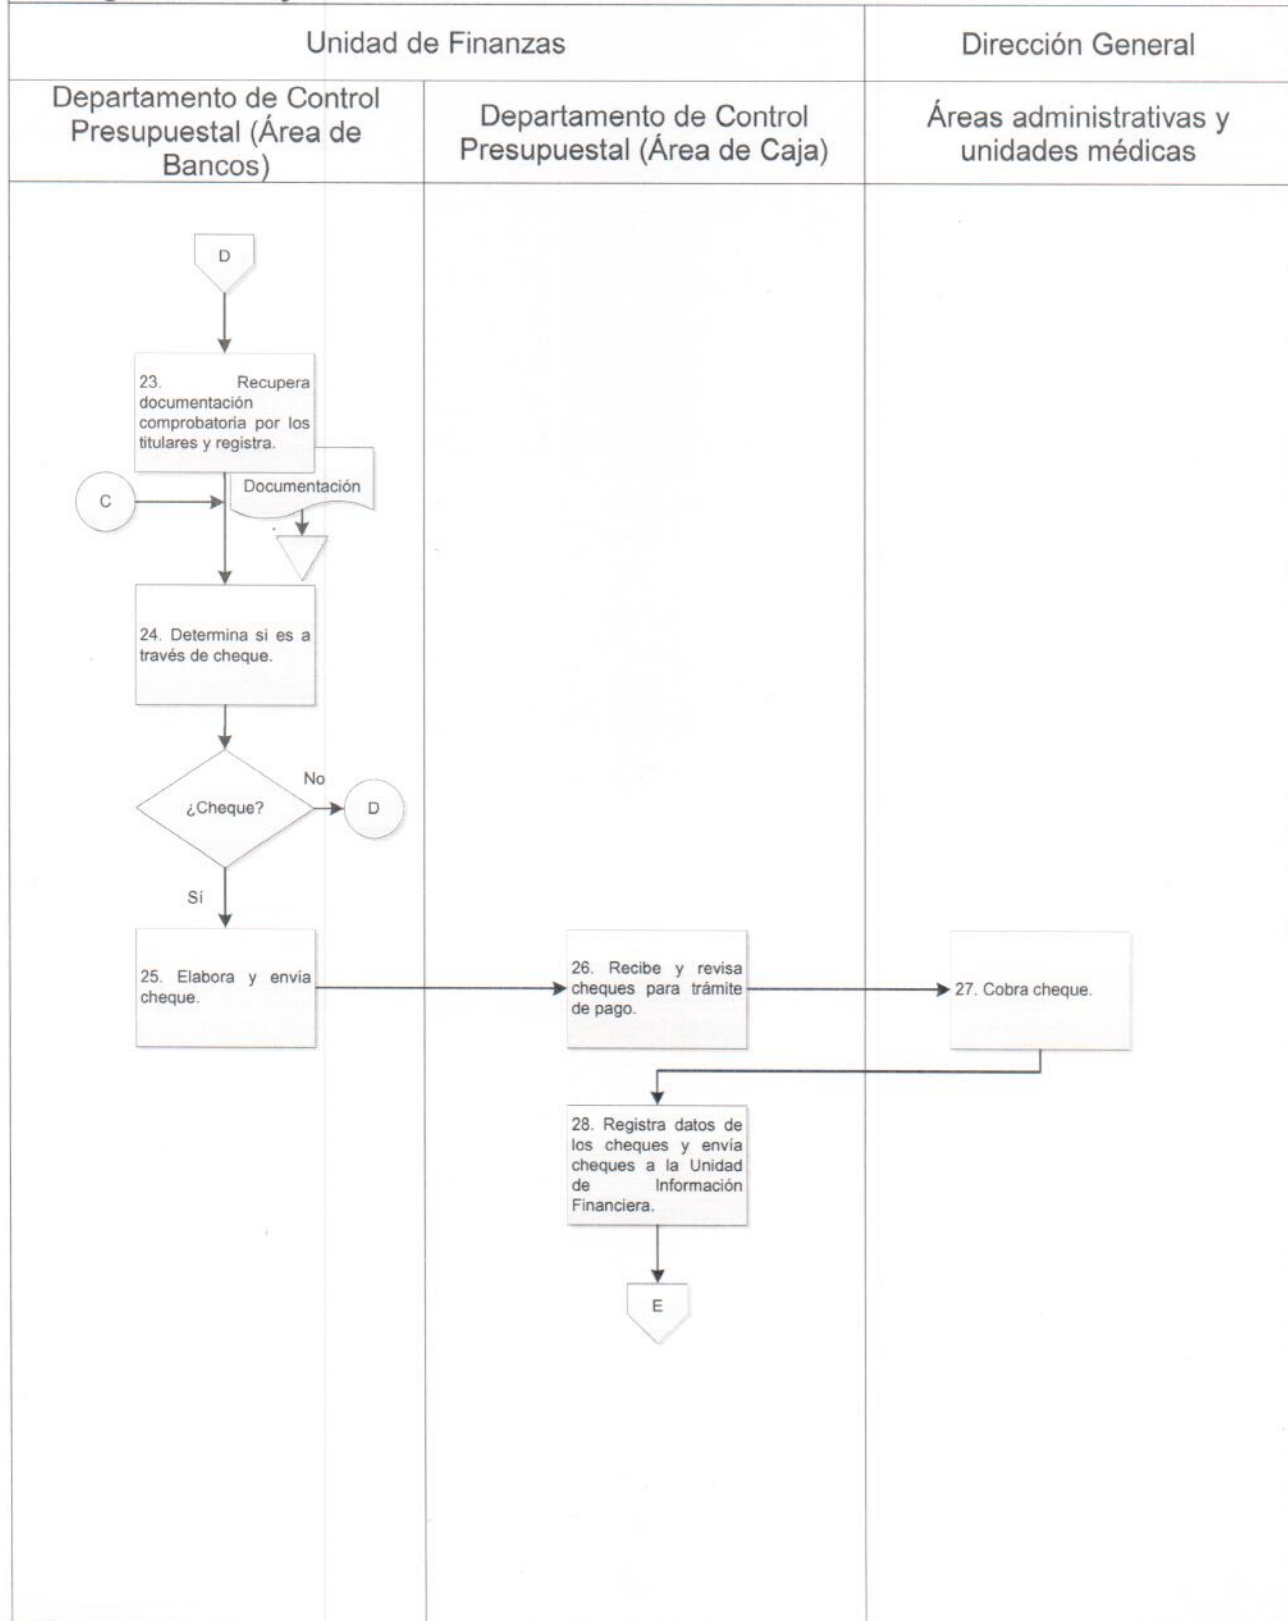 Unidad de Finanzas
Dirección General
Departamento de Control
Presupuestal (Área de
Bancos)
Departamento de Control
Presupuestal (Área de Caja)
Áreas administrativas y
unidades médicas
D
23. Recupera
documentación
comprobatoria por los
titulares y registra.
Documentación
C
24. Determina si es a
través de cheque.
¿Cheque?
No
D
Sí
25. Elabora y envía
cheque.
26. Recibe y revisa
cheques para trámite
de pago.
27. Cobra cheque.
28. Registra datos de
los cheques y envía
cheques a la Unidad
de Información
Financiera.
E